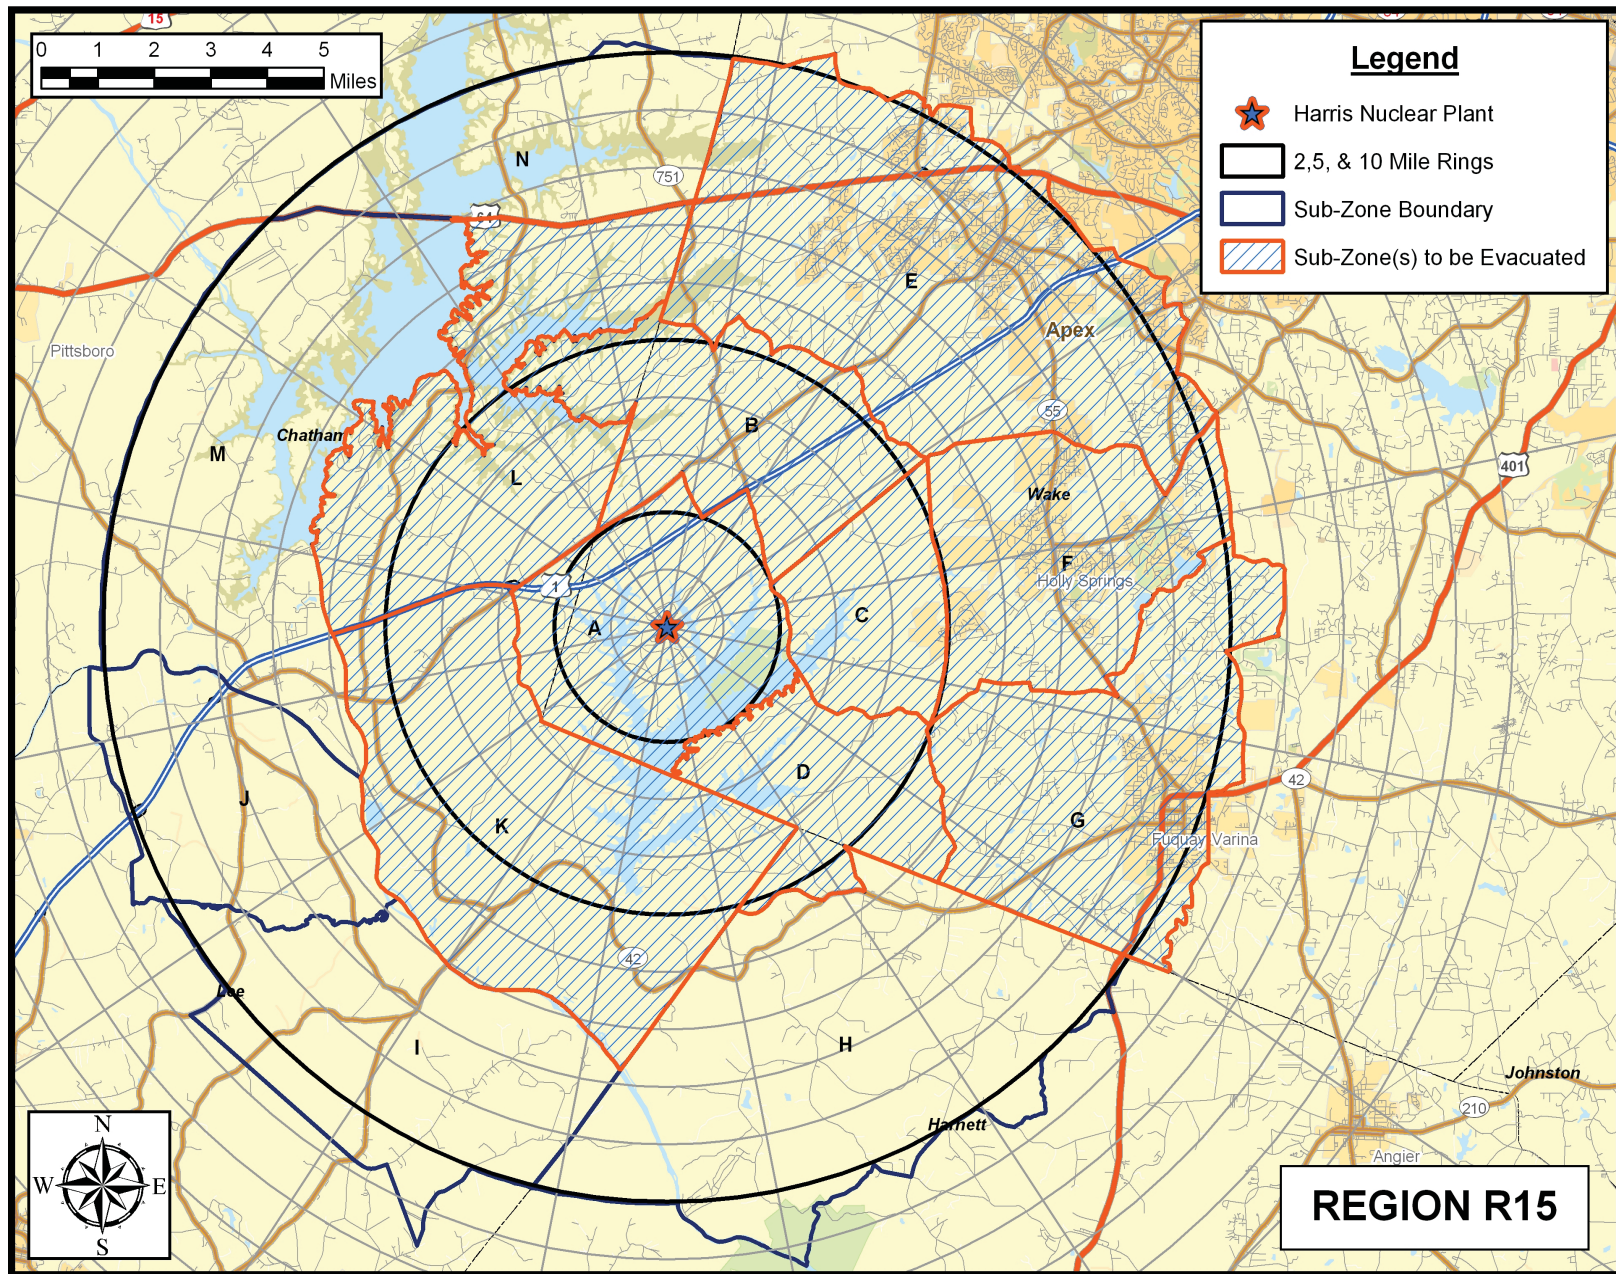 15
0 1 2 3 4 5
Miles
Legend
Harris Nuclear Plant
2,5, & 10 Mile Rings
Sub-Zone Boundary
Sub-Zone(s) to be Evacuated
N
751
64
E
Apex
Pittsboro
55
B
Chatham
M
401
L
Wake
F
Holly Springs
1
A
C
D
42
J
G
K
Fuquay Varina
42
Lee
I
H
Johnston
210
Harnett
Angier
N
W E
S
REGION R15